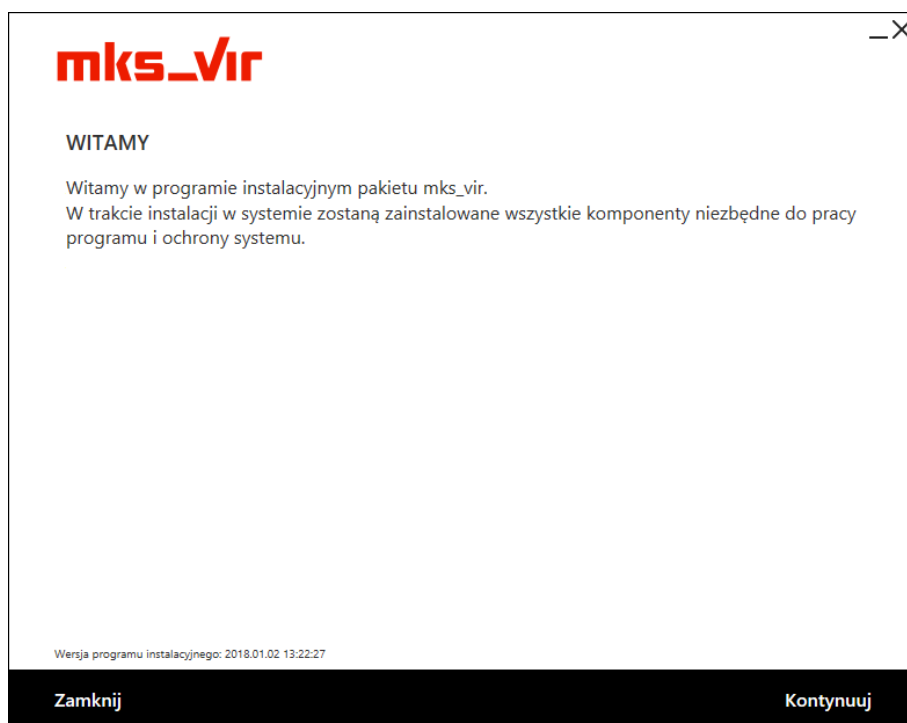 mks_vir
WITAMY
Witamy w programie instalacyjnym pakietu mks_vir.
W trakcie instalacji w systemie zostaną zainstalowane wszystkie komponenty niezbędne do pracy
programu i ochrony systemu.
Wersja programu instalacyjnego: 2018.01.02 13:22:27
Zamknij
Kontynuuj